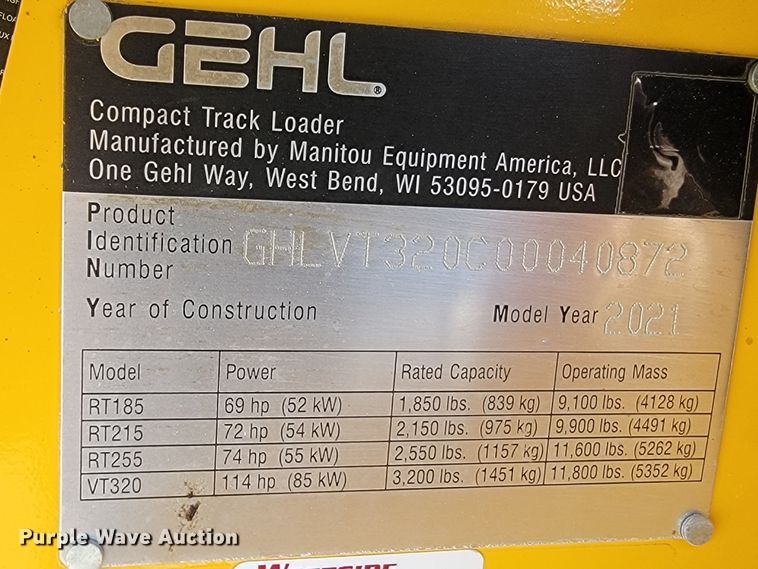 GEHL®
Compact Track Loader
Manufactured by Manitou Equipment America, LLC
One Gehl Way, West Bend, WI 53095-0179 USA
Product
Identification GHLVT320C00040872
Number
Year of Construction Model Year 2021
Model Power Rated Capacity Operating Mass
RT185 69 hp (52 kW) 1,850 lbs. (839 kg) 9,100 lbs. (4128 kg)
RT215 72 hp (54 kW) 2,150 lbs. (975 kg) 9,900 lbs. (4491 kg)
RT255 74 hp (55 kW) 2,550 lbs. (1157 kg) 11,600 lbs. (5262 kg)
VT320 114 hp (85 kW) 3,200 lbs. (1451 kg) 11,800 lbs. (5352 kg)
Purple Wave Auction